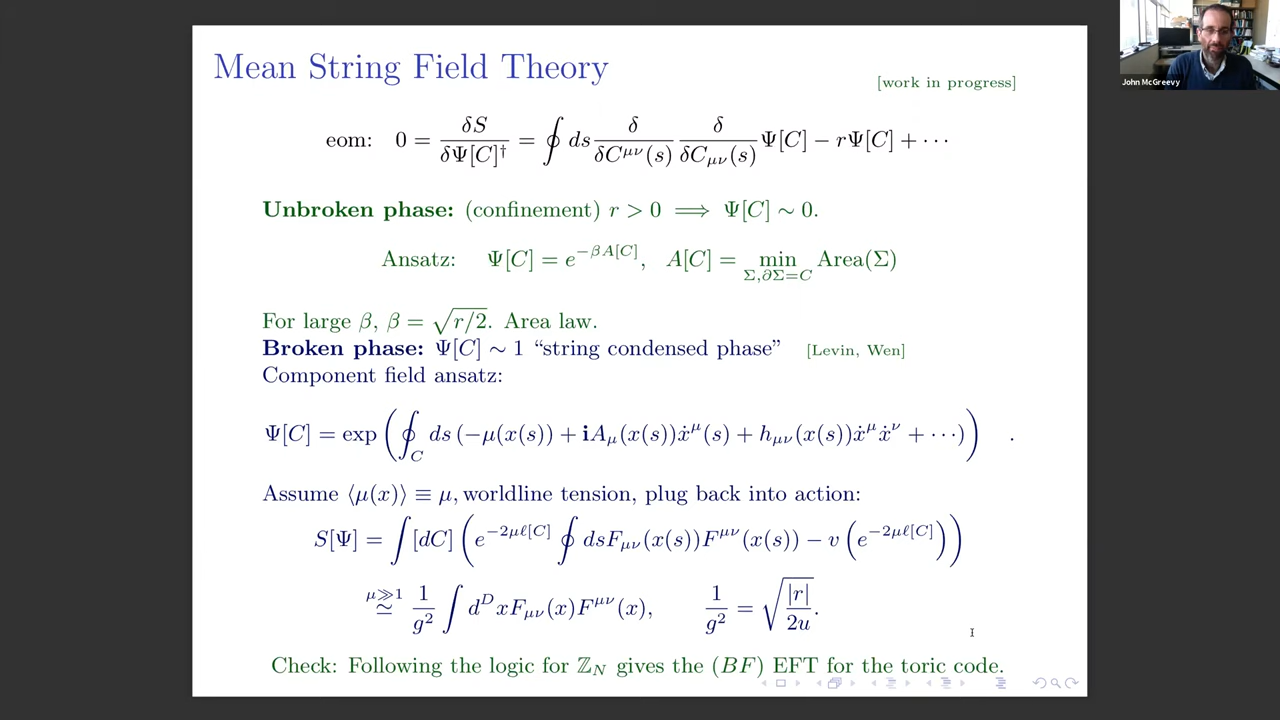 Mean String Field Theory
[work in progress]
eom: 0 = δS/δΨ[C]† = ∮ ds δ/δC^{μν}(s) δ/δC_{μν}(s) Ψ[C] − rΨ[C] + ···
Unbroken phase: (confinement) r > 0 ⟹ Ψ[C] ∼ 0.
Ansatz: Ψ[C] = e^{−βA[C]}, A[C] = min_{Σ,∂Σ=C} Area(Σ)
For large β, β = √(r/2). Area law.
Broken phase: Ψ[C] ∼ 1 “string condensed phase” [Levin, Wen]
Component field ansatz:
Ψ[C] = exp(∮_C ds (−μ(x(s)) + iA_μ(x(s))ẋ^μ(s) + h_{μν}(x(s))ẋ^μẋ^ν + ···)) .
Assume ⟨μ(x)⟩ ≡ μ, worldline tension, plug back into action:
S[Ψ] = ∫ [dC] (e^{−2μℓ[C]} ∮ dsF_{μν}(x(s))F^{μν}(x(s)) − v(e^{−2μℓ[C]}))
≃^{μ≫1} 1/g² ∫ d^D xF_{μν}(x)F^{μν}(x), 1/g² = √(|r|/2u).
Check: Following the logic for ℤ_N gives the (BF) EFT for the toric code.
John McGreevy